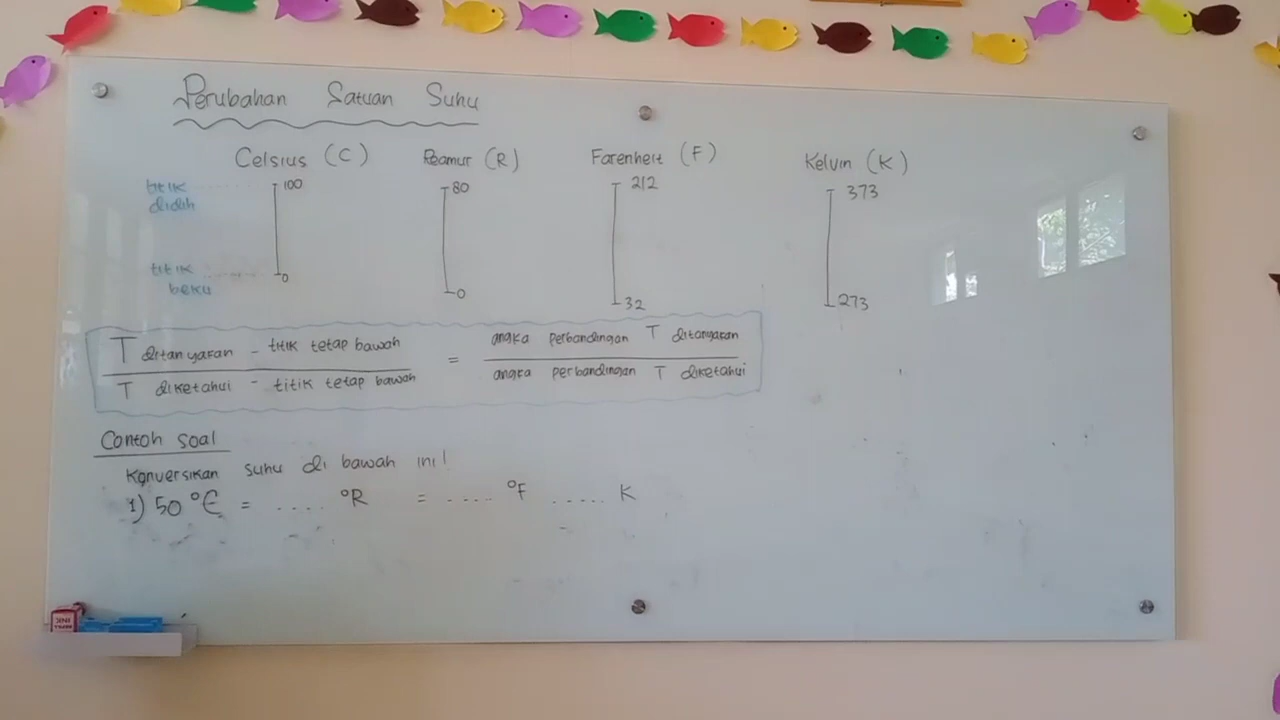 Perubahan Satuan Suhu
Celsius (C) Reamur (R) Farenheit (F) Kelvin (K)
titik didih 100 80 212 373
titik beku 0 0 32 273
T ditanyakan - titik tetap bawah = angka perbandingan T ditanyakan
T diketahui - titik tetap bawah angka perbandingan T diketahui
Contoh soal
Konversikan suhu di bawah ini!
1) 50 °C = .... °R = ..... °F ..... K